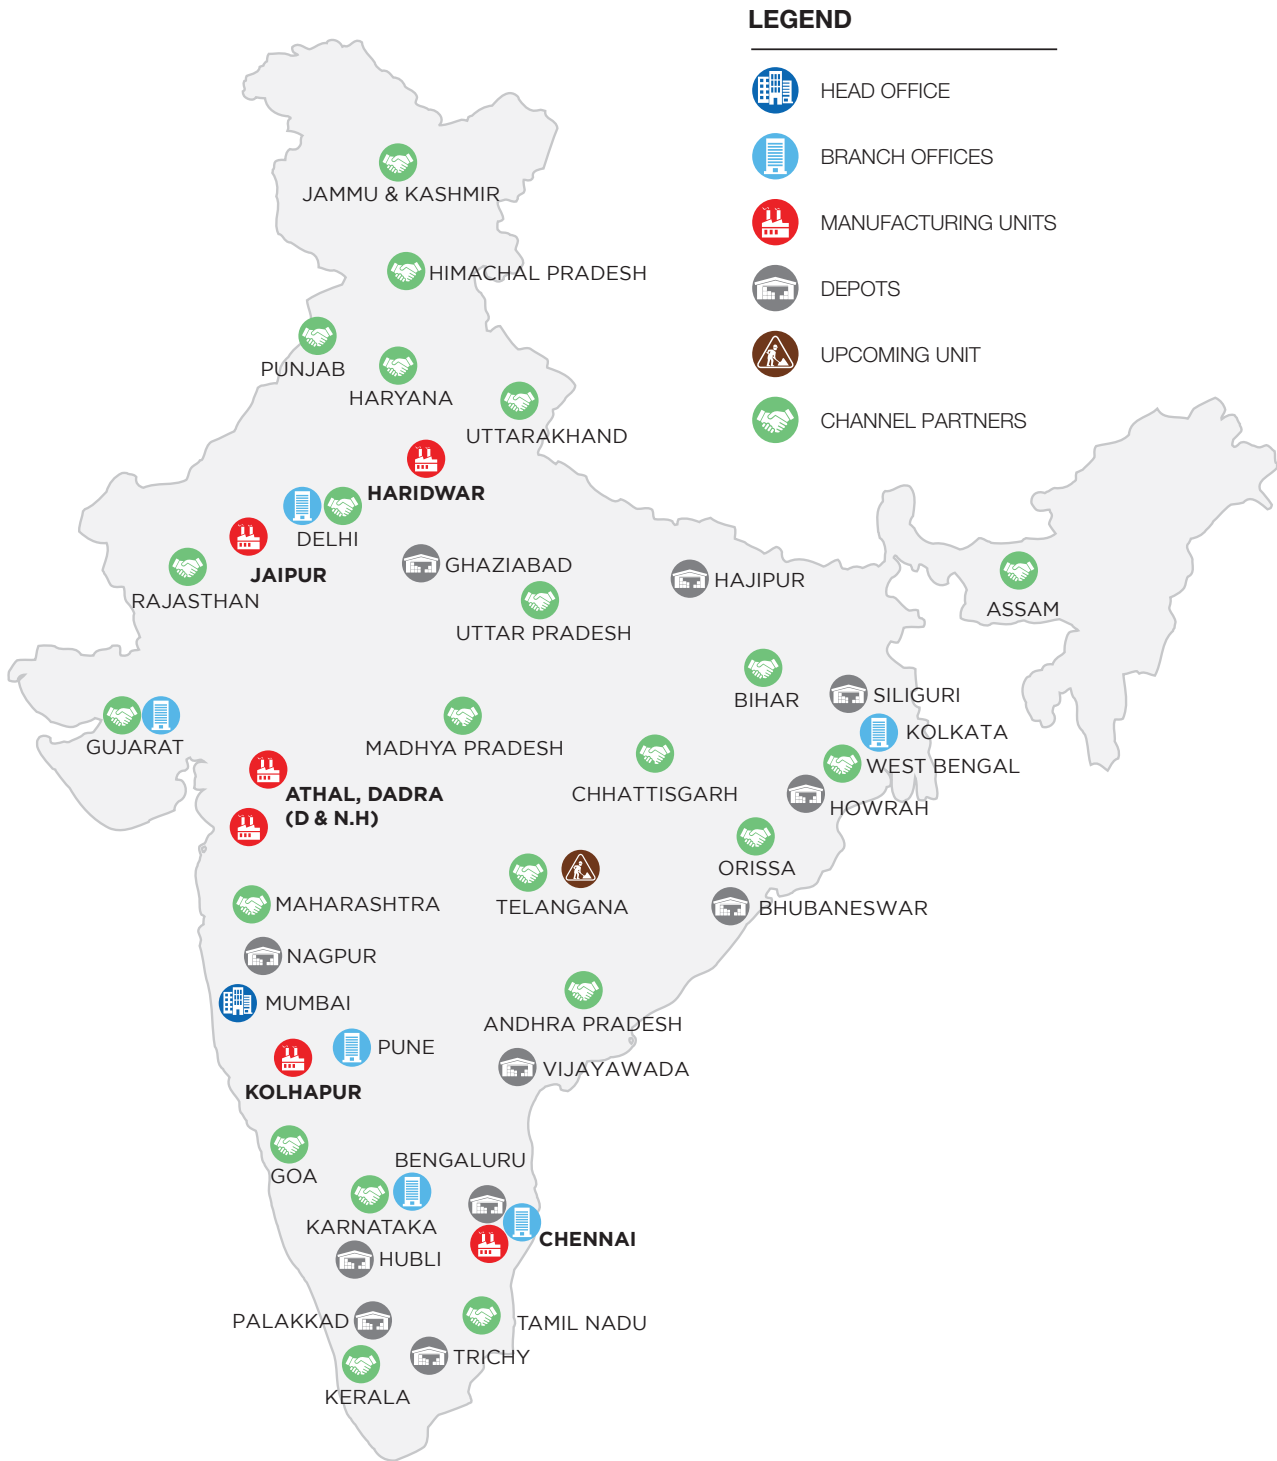 LEGEND
HEAD OFFICE
BRANCH OFFICES
MANUFACTURING UNITS
DEPOTS
UPCOMING UNIT
CHANNEL PARTNERS
JAMMU & KASHMIR
HIMACHAL PRADESH
PUNJAB
HARYANA
UTTARAKHAND
HARIDWAR
DELHI
JAIPUR
GHAZIABAD
HAJIPUR
RAJASTHAN
UTTAR PRADESH
ASSAM
BIHAR
SILIGURI
KOLKATA
GUJARAT
MADHYA PRADESH
WEST BENGAL
CHHATTISGARH
ATHAL, DADRA
(D & N.H)
HOWRAH
ORISSA
MAHARASHTRA
TELANGANA
BHUBANESWAR
NAGPUR
MUMBAI
ANDHRA PRADESH
PUNE
VIJAYAWADA
KOLHAPUR
BENGALURU
GOA
KARNATAKA
CHENNAI
HUBLI
PALAKKAD
TAMIL NADU
TRICHY
KERALA